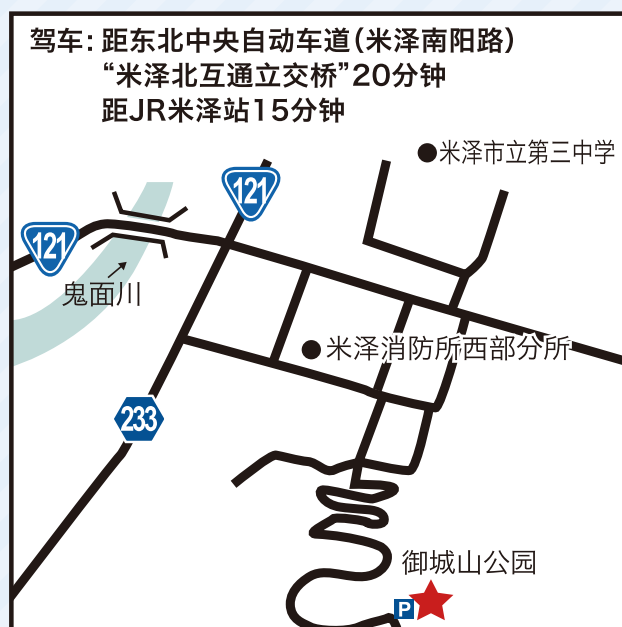 驾车: 距东北中央自动车道(米泽南阳路)
“米泽北互通立交桥”20分钟
距JR米泽站15分钟
米泽市立第三中学
121
121
鬼面川
米泽消防所西部分所
233
御城山公园
P